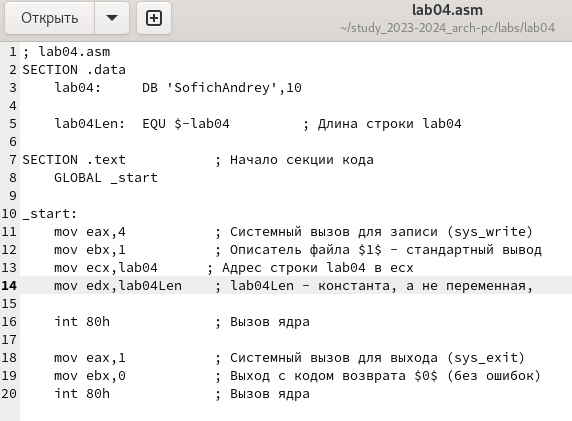 Открыть
lab04.asm
~/study_2023-2024_arch-pc/labs/lab04
1 ; lab04.asm
2 SECTION .data
3     lab04:     DB 'SofichAndrey',10
4
5     lab04Len:  EQU $-lab04         ; Длина строки lab04
6
7 SECTION .text           ; Начало секции кода
8     GLOBAL _start
9
10 _start:
11     mov eax,4           ; Системный вызов для записи (sys_write)
12     mov ebx,1           ; Описатель файла $1$ - стандартный вывод
13     mov ecx,lab04      ; Адрес строки lab04 в ecx
14     mov edx,lab04Len    ; lab04Len - константа, а не переменная,
15
16     int 80h             ; Вызов ядра
17
18     mov eax,1           ; Системный вызов для выхода (sys_exit)
19     mov ebx,0           ; Выход с кодом возврата $0$ (без ошибок)
20     int 80h             ; Вызов ядра